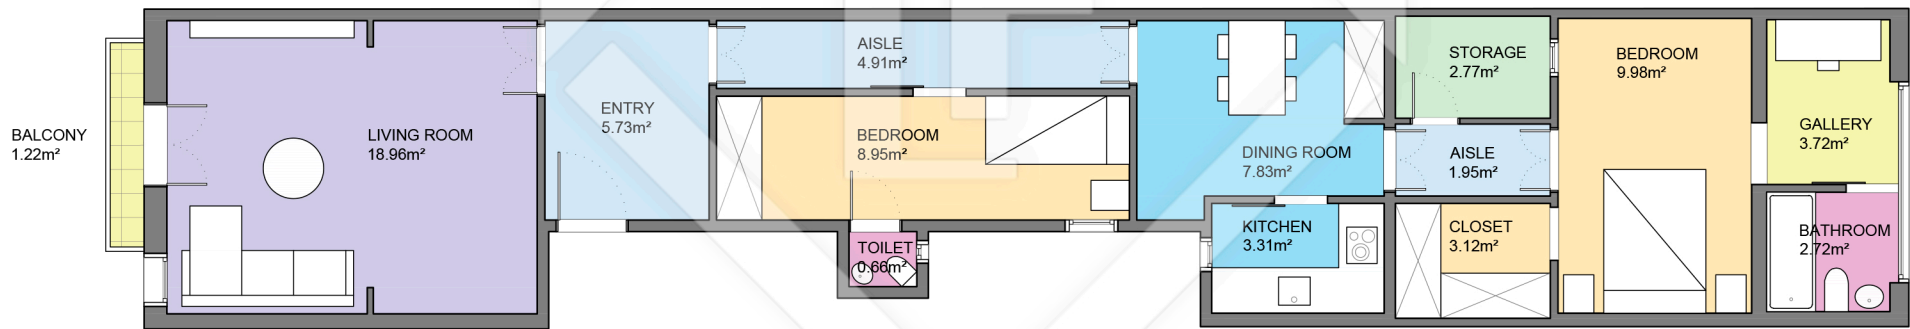 BALCONY
1.22m²
LIVING ROOM
18.96m²
ENTRY
5.73m²
AISLE
4.91m²
BEDROOM
8.95m²
TOILET
0.66m²
DINING ROOM
7.83m²
KITCHEN
3.31m²
STORAGE
2.77m²
AISLE
1.95m²
CLOSET
3.12m²
BEDROOM
9.98m²
GALLERY
3.72m²
BATHROOM
2.72m²